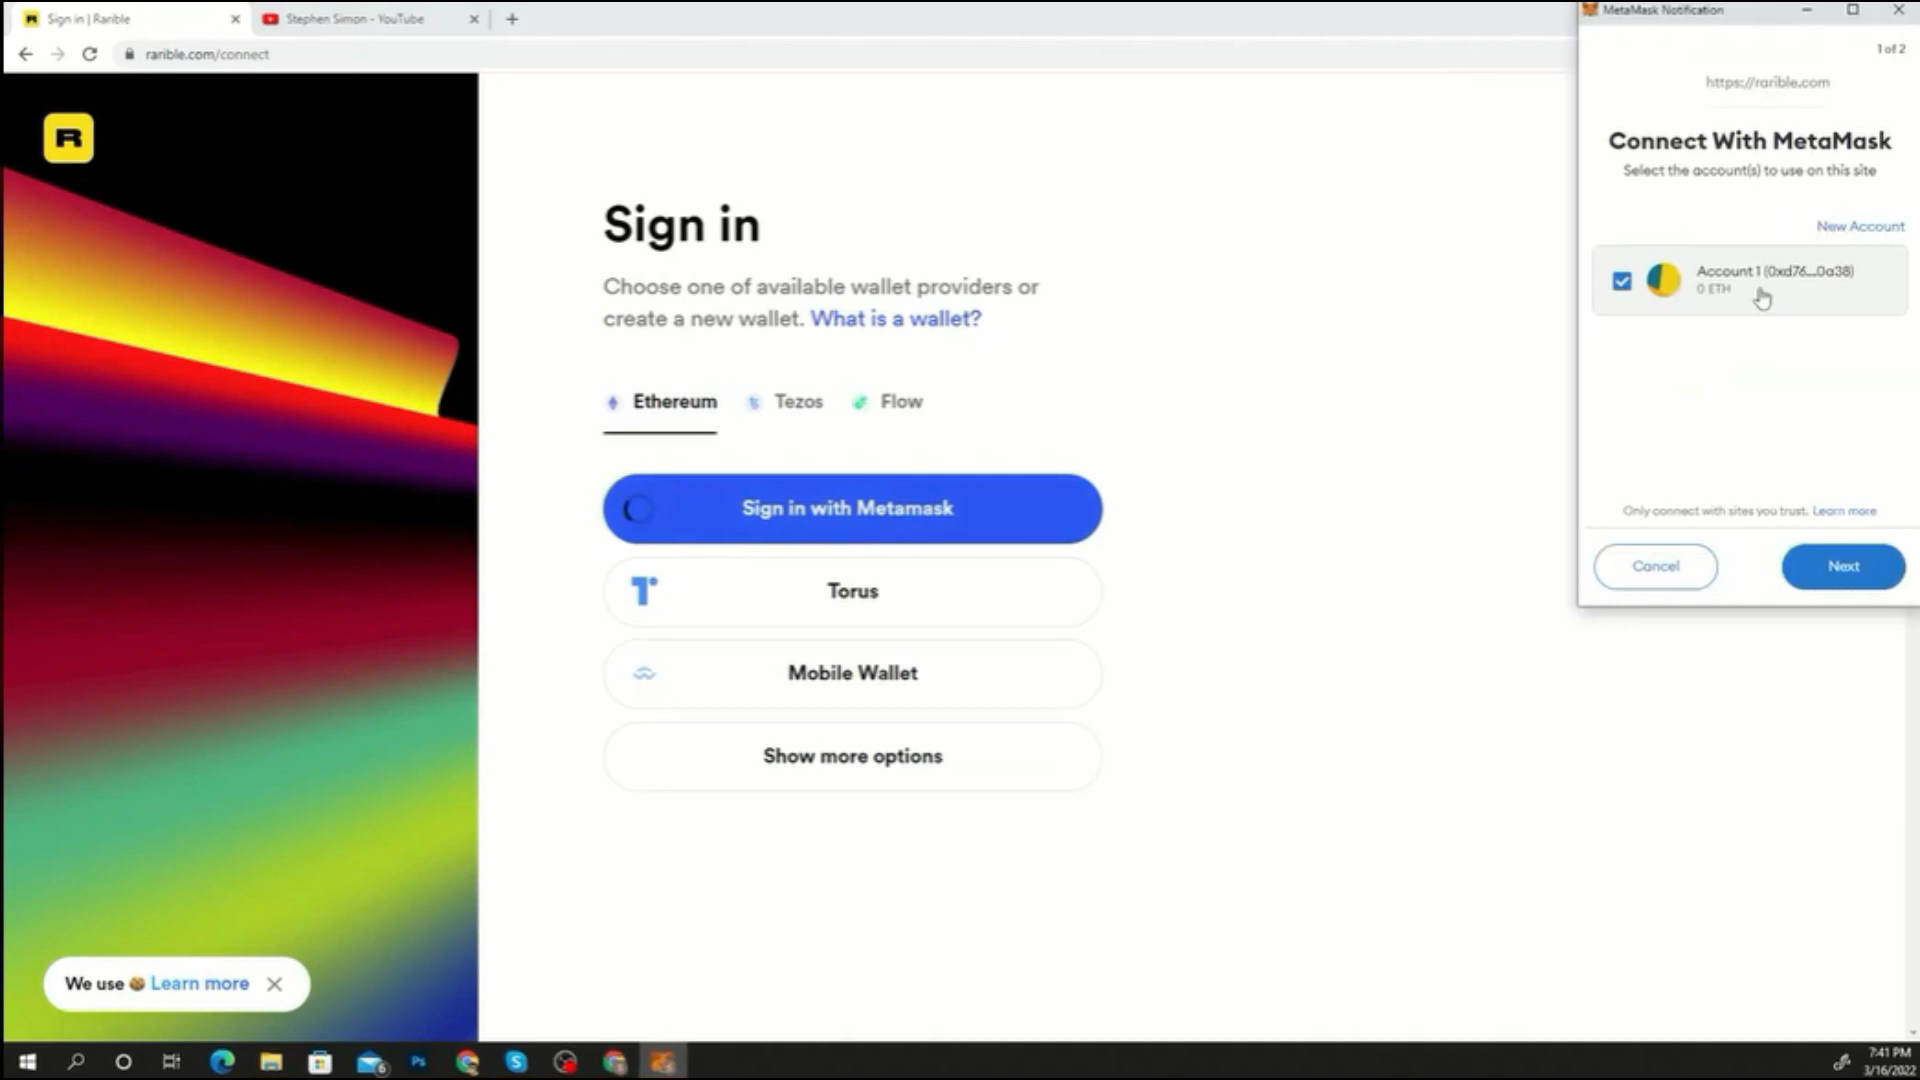 Sign in | Rarible
Stephen Simon - YouTube
rarible.com/connect
R
Sign in
Choose one of available wallet providers or
create a new wallet. What is a wallet?
Ethereum
Tezos
Flow
Sign in with Metamask
Torus
Mobile Wallet
Show more options
We use 🍪 Learn more
MetaMask Notification
1 of 2
https://rarible.com
Connect With MetaMask
Select the account(s) to use on this site
New Account
Account 1 (0xd76...0a38)
0 ETH
Only connect with sites you trust. Learn more
Cancel
Next
6
Ps
7:41 PM
3/16/2022